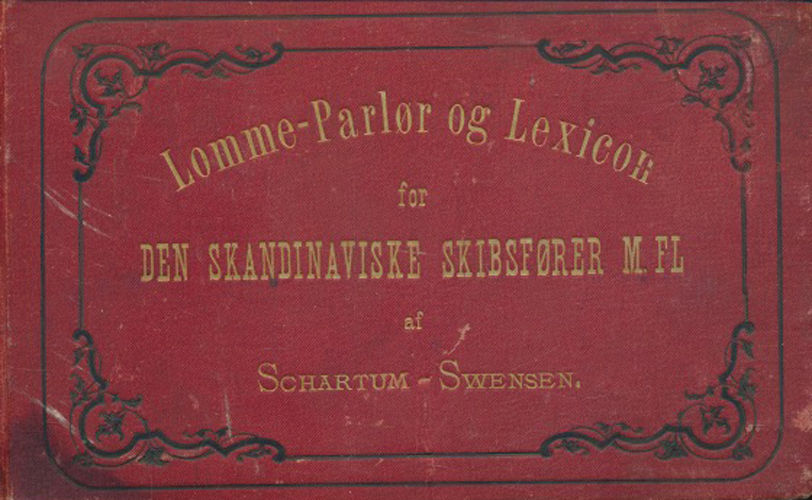 Lomme-Parlør og Lexicon
for
DEN SKANDINAVISKE SKIBSFØRER M. FL
af
SCHARTUM - SWENSEN.